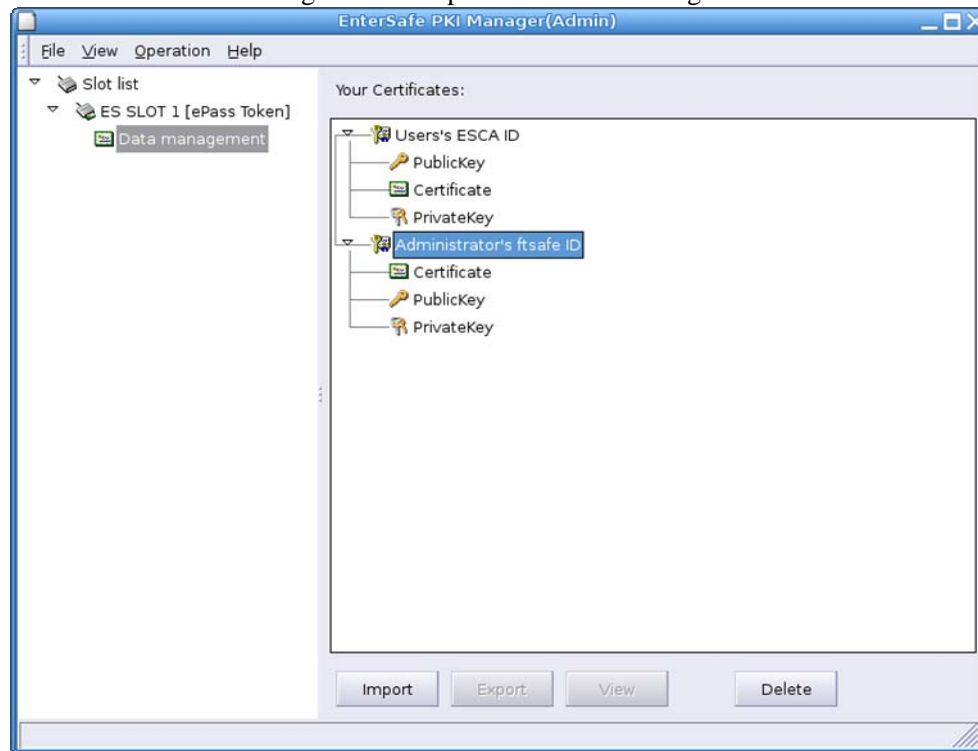 EnterSafe PKI Manager(Admin)
File View Operation Help
Slot list
ES SLOT 1 [ePass Token]
Data management
Your Certificates:
Users's ESCA ID
PublicKey
Certificate
PrivateKey
Administrator's ftsafe ID
Certificate
PublicKey
PrivateKey
Import Export View Delete